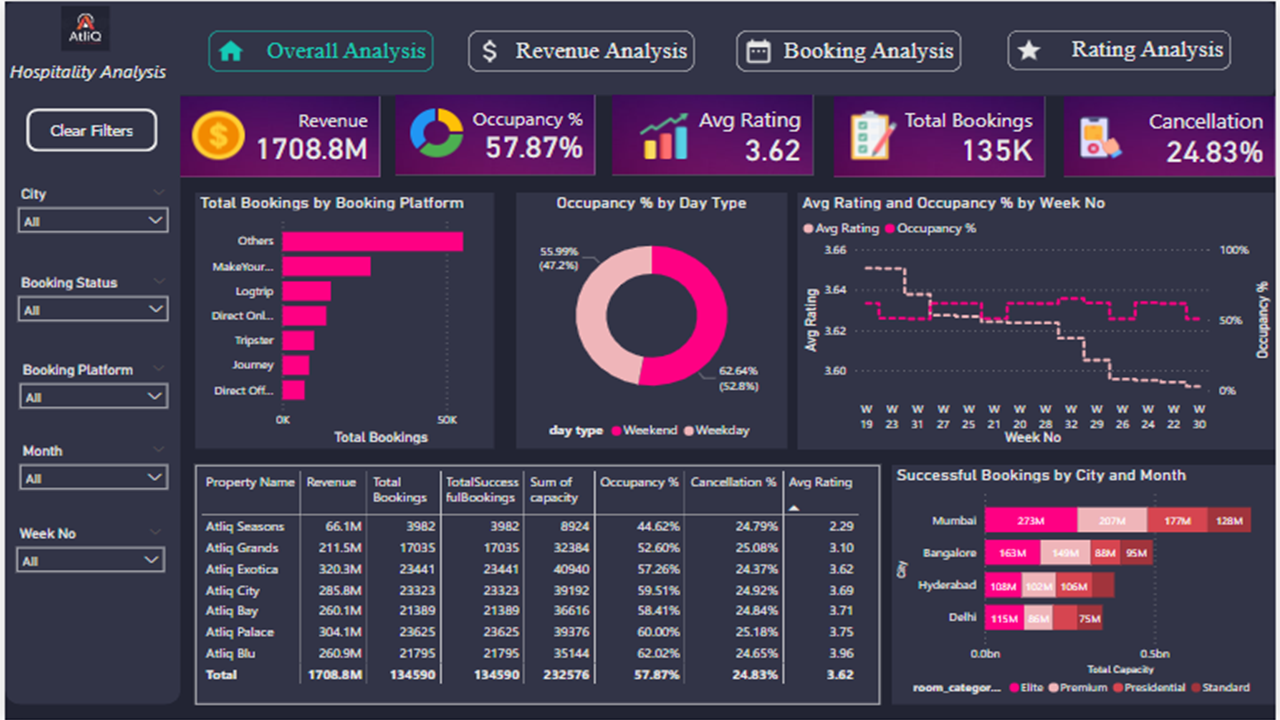 AtliQ
Hospitality Analysis
Overall Analysis
Revenue Analysis
Booking Analysis
Rating Analysis
Clear Filters
City
All
Booking Status
All
Booking Platform
All
Month
All
Week No
All
Revenue
1708.8M
Occupancy %
57.87%
Avg Rating
3.62
Total Bookings
135K
Cancellation
24.83%
Total Bookings by Booking Platform
Others
MakeYour...
Logtrip
Direct Onl...
Tripster
Journey
Direct Off...
0K 50K
Total Bookings
Occupancy % by Day Type
55.99%
(47.2%)
62.64%
(52.8%)
day type Weekend Weekday
Avg Rating and Occupancy % by Week No
Avg Rating Occupancy %
Avg Rating
3.66
3.64
3.62
3.60
100%
50%
0%
Occupancy %
W W W W W W W W W W W W W W
19 23 31 27 25 21 20 28 32 29 26 24 22 30
Week No
Property Name Revenue Total Bookings TotalSuccessfulBookings Sum of capacity Occupancy % Cancellation % Avg Rating
Atliq Seasons 66.1M 3982 3982 8924 44.62% 24.79% 2.29
Atliq Grands 211.5M 17035 17035 32384 52.60% 25.08% 3.10
Atliq Exotica 320.3M 23441 23441 40940 57.26% 24.37% 3.62
Atliq City 285.8M 23323 23323 39192 59.51% 24.92% 3.69
Atliq Bay 260.1M 21389 21389 36616 58.41% 24.84% 3.71
Atliq Palace 304.1M 23625 23625 39376 60.00% 25.18% 3.75
Atliq Blu 260.9M 21795 21795 35144 62.02% 24.65% 3.96
Total 1708.8M 134590 134590 232576 57.87% 24.83% 3.62
Successful Bookings by City and Month
City
Mumbai 273M 207M 177M 128M
Bangalore 163M 149M 88M 95M
Hyderabad 108M 102M 106M
Delhi 115M 86M 75M
0.0bn 0.5bn
Total Capacity
room_categor... Elite Premium Presidential Standard